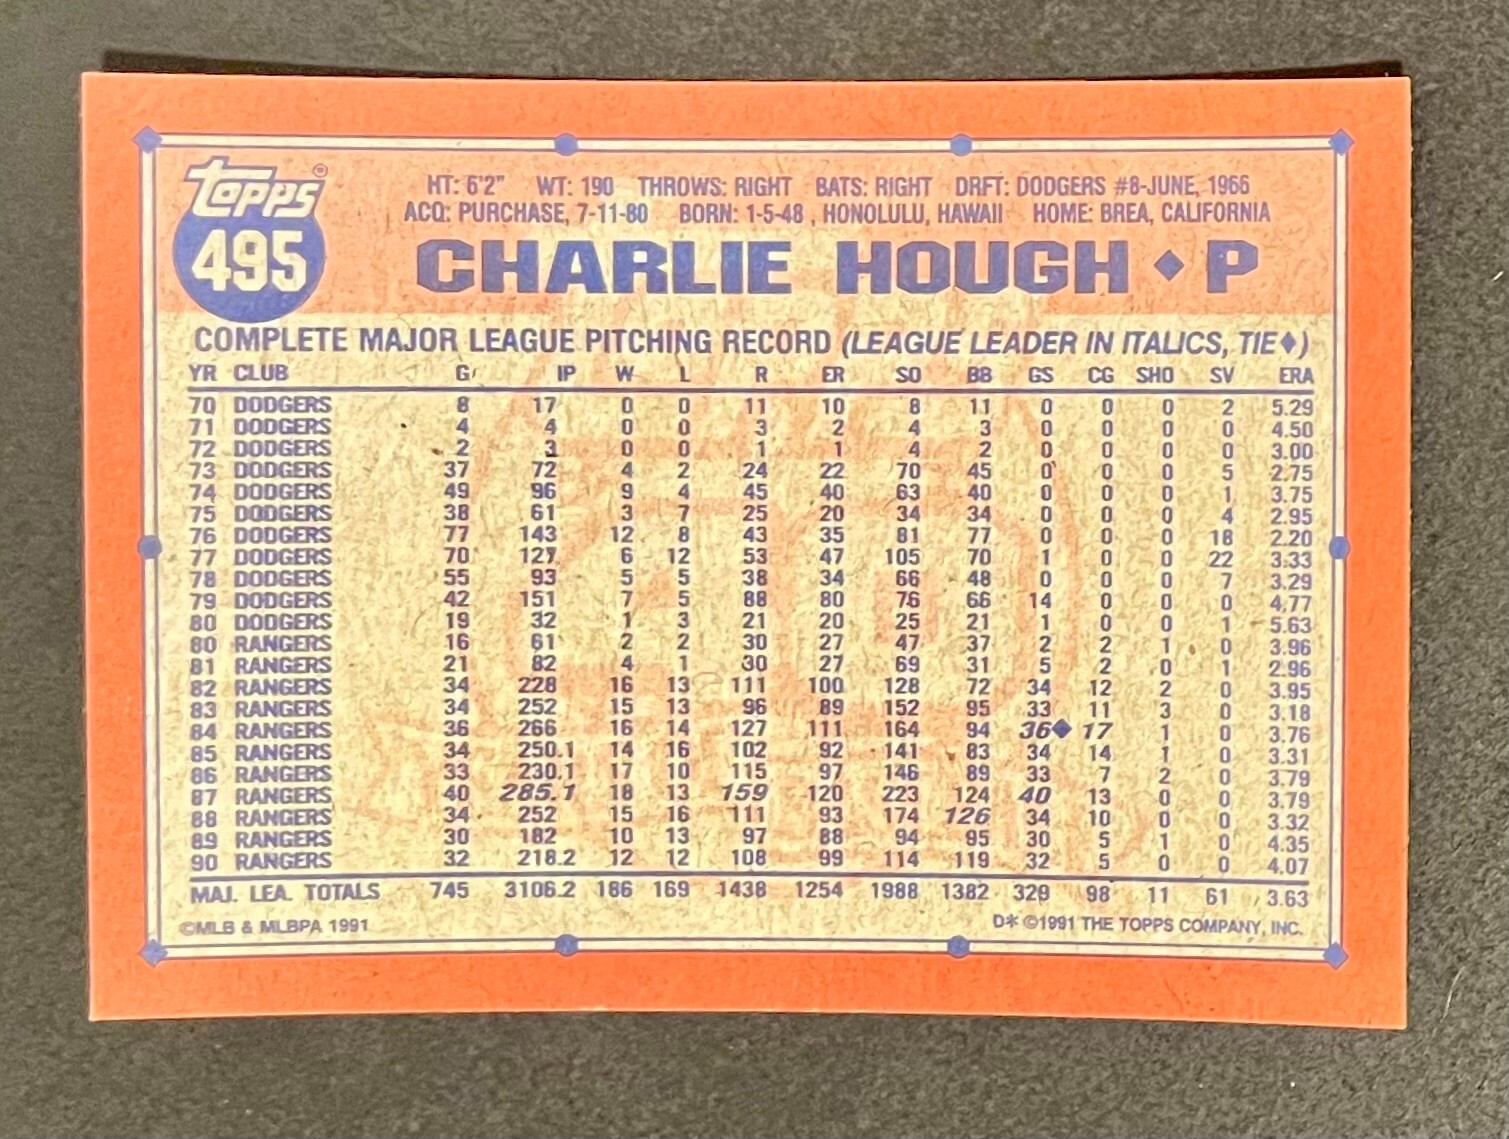 Topps®
495
HT: 6'2" WT: 190 THROWS: RIGHT BATS: RIGHT DRFT: DODGERS #8-JUNE, 1966
ACQ: PURCHASE, 7-11-80 BORN: 1-5-48, HONOLULU, HAWAII HOME: BREA, CALIFORNIA
CHARLIE HOUGH ♦ P
COMPLETE MAJOR LEAGUE PITCHING RECORD (LEAGUE LEADER IN ITALICS, TIE♦)
YR CLUB G IP W L R ER SO BB GS CG SHO SV ERA
70 DODGERS 8 17 0 0 11 10 8 11 0 0 0 2 5.29
71 DODGERS 4 4 0 0 3 2 4 3 0 0 0 0 4.50
72 DODGERS 2 3 0 0 1 1 4 2 0 0 0 0 3.00
73 DODGERS 37 72 4 2 24 22 70 45 0 0 0 5 2.75
74 DODGERS 49 96 9 4 45 40 63 40 0 0 0 1 3.75
75 DODGERS 38 61 3 7 25 20 34 34 0 0 0 4 2.95
76 DODGERS 77 143 12 8 43 35 81 77 0 0 0 18 2.20
77 DODGERS 70 127 6 12 53 47 105 70 1 0 0 22 3.33
78 DODGERS 55 93 5 5 38 34 66 48 0 0 0 7 3.29
79 DODGERS 42 151 7 5 88 80 76 66 14 0 0 0 4.77
80 DODGERS 19 32 1 3 21 20 25 21 1 0 0 1 5.63
80 RANGERS 16 61 2 2 30 27 47 37 2 2 1 0 3.96
81 RANGERS 21 82 4 1 30 27 69 31 5 2 0 1 2.96
82 RANGERS 34 228 16 13 111 100 128 72 34 12 2 0 3.95
83 RANGERS 34 252 15 13 96 89 152 95 33 11 3 0 3.18
84 RANGERS 36 266 16 14 127 111 164 94 36♦ 17 1 0 3.76
85 RANGERS 34 250.1 14 16 102 92 141 83 34 14 1 0 3.31
86 RANGERS 33 230.1 17 10 115 97 146 89 33 7 2 0 3.79
87 RANGERS 40 285.1 18 13 159 120 223 124 40 13 0 0 3.79
88 RANGERS 34 252 15 16 111 93 174 126 34 10 0 0 3.32
89 RANGERS 30 182 10 13 97 88 94 95 30 5 1 0 4.35
90 RANGERS 32 218.2 12 12 108 99 114 119 32 5 0 0 4.07
MAJ. LEA. TOTALS 745 3106.2 186 169 1438 1254 1988 1382 329 98 11 61 3.63
©MLB & MLBPA 1991 D* ©1991 THE TOPPS COMPANY, INC.